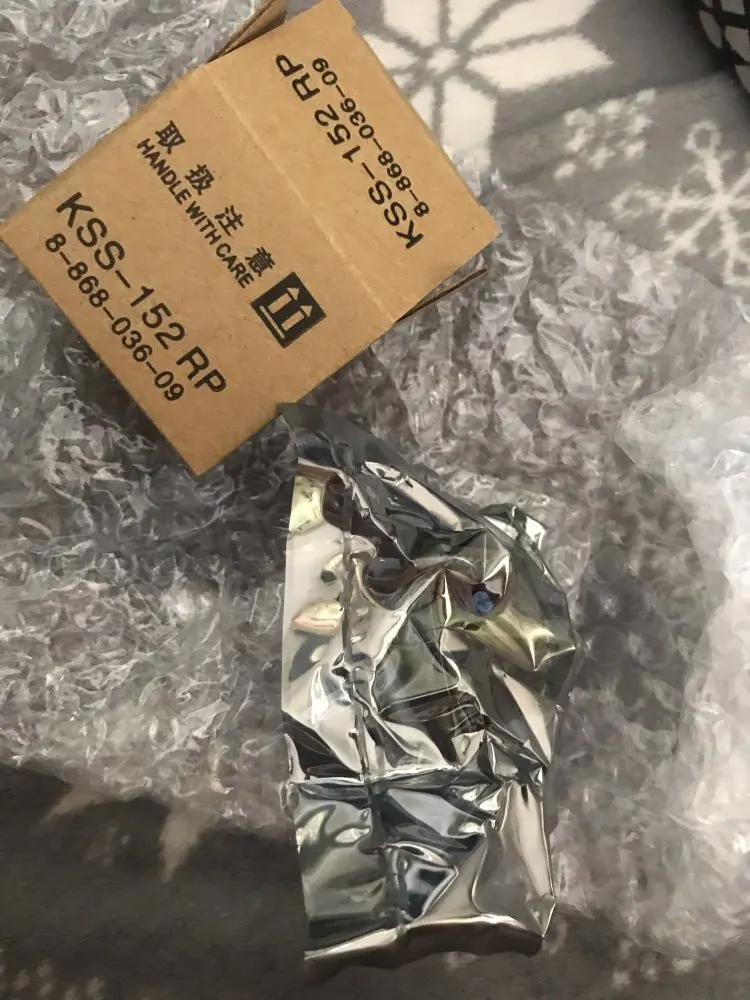 KSS-152 RP
8-868-036-09
取扱注意
HANDLE WITH CARE
KSS-152 RP
8-868-036-09